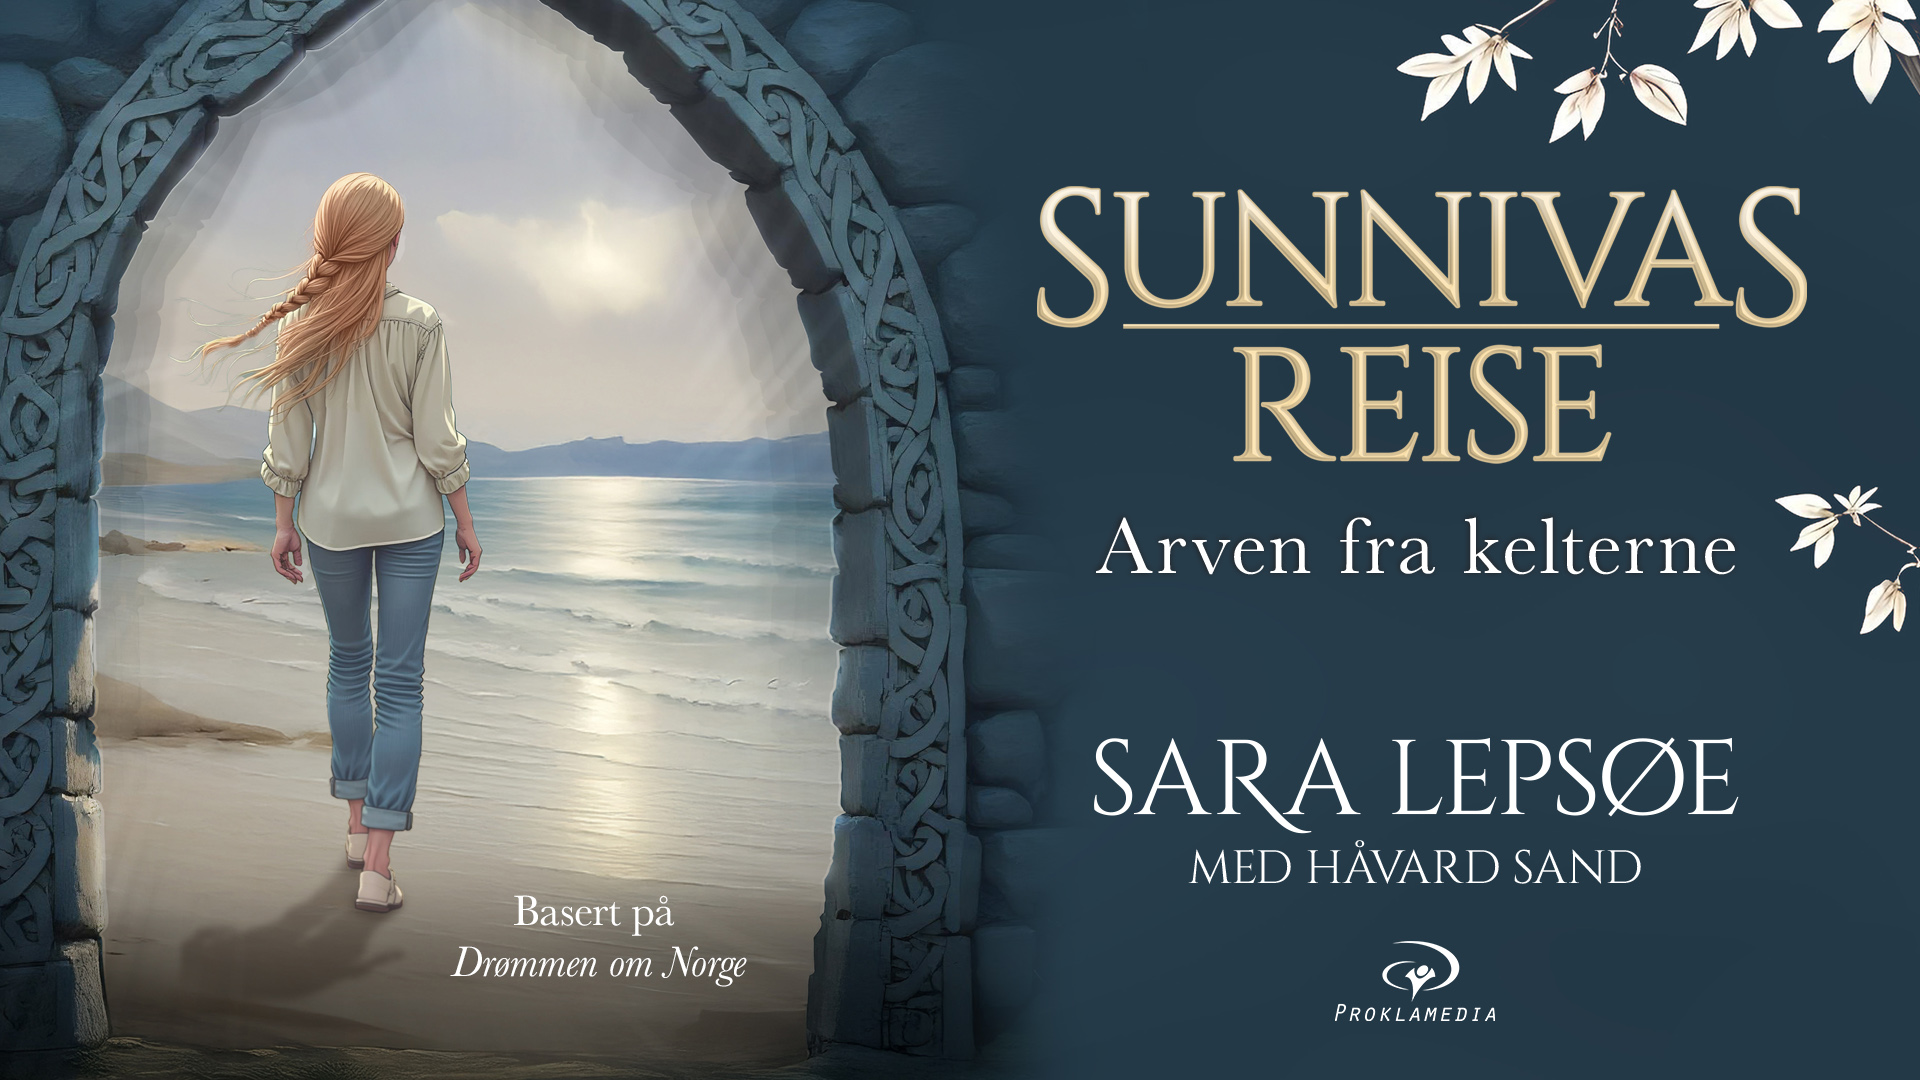 SUNNIVAS
REISE
Arven fra kelterne
SARA LEPSØE
MED HÅVARD SAND
PROKLAMEDIA
Basert på
Drømmen om Norge